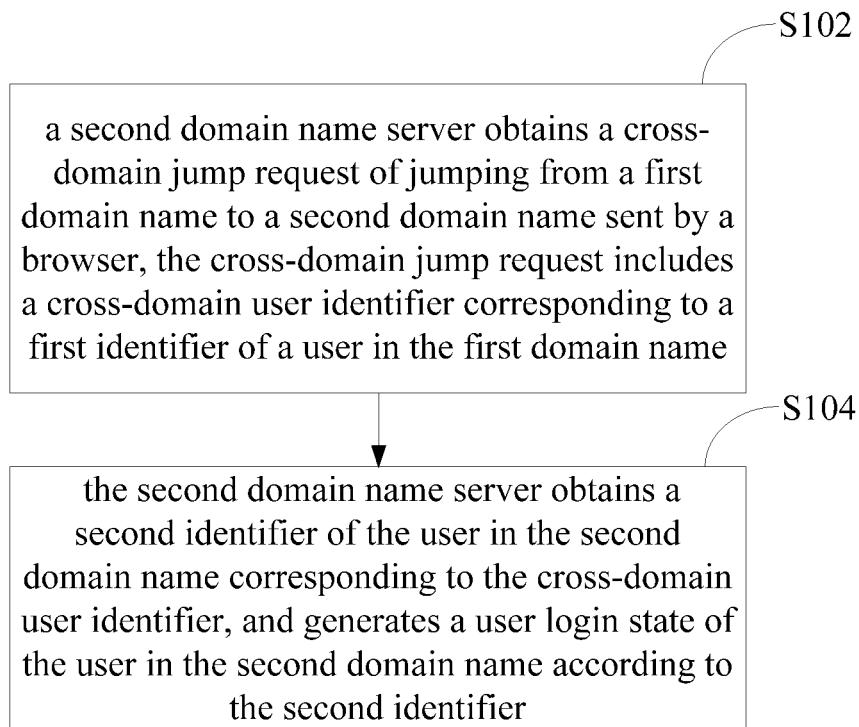 S102
a second domain name server obtains a cross-
domain jump request of jumping from a first
domain name to a second domain name sent by a
browser, the cross-domain jump request includes
a cross-domain user identifier corresponding to a
first identifier of a user in the first domain name
S104
the second domain name server obtains a
second identifier of the user in the second
domain name corresponding to the cross-domain
user identifier, and generates a user login state of
the user in the second domain name according to
the second identifier